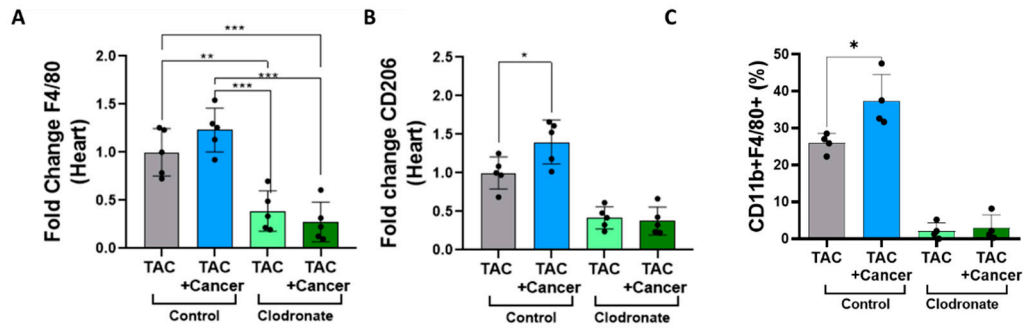 A
Fold Change F4/80
(Heart)
2.0
1.5
1.0
0.5
0.0
***
**
***
***
TAC
TAC
+Cancer
TAC
TAC
+Cancer
Control
Clodronate
B
Fold change CD206
(Heart)
2.0
1.5
1.0
0.5
0.0
*
TAC
TAC
+Cancer
TAC
TAC
+Cancer
Control
Clodronate
C
CD11b+F4/80+ (%)
50
40
30
20
10
0
*
TAC
TAC
+Cancer
TAC
TAC
+Cancer
Control
Clodronate